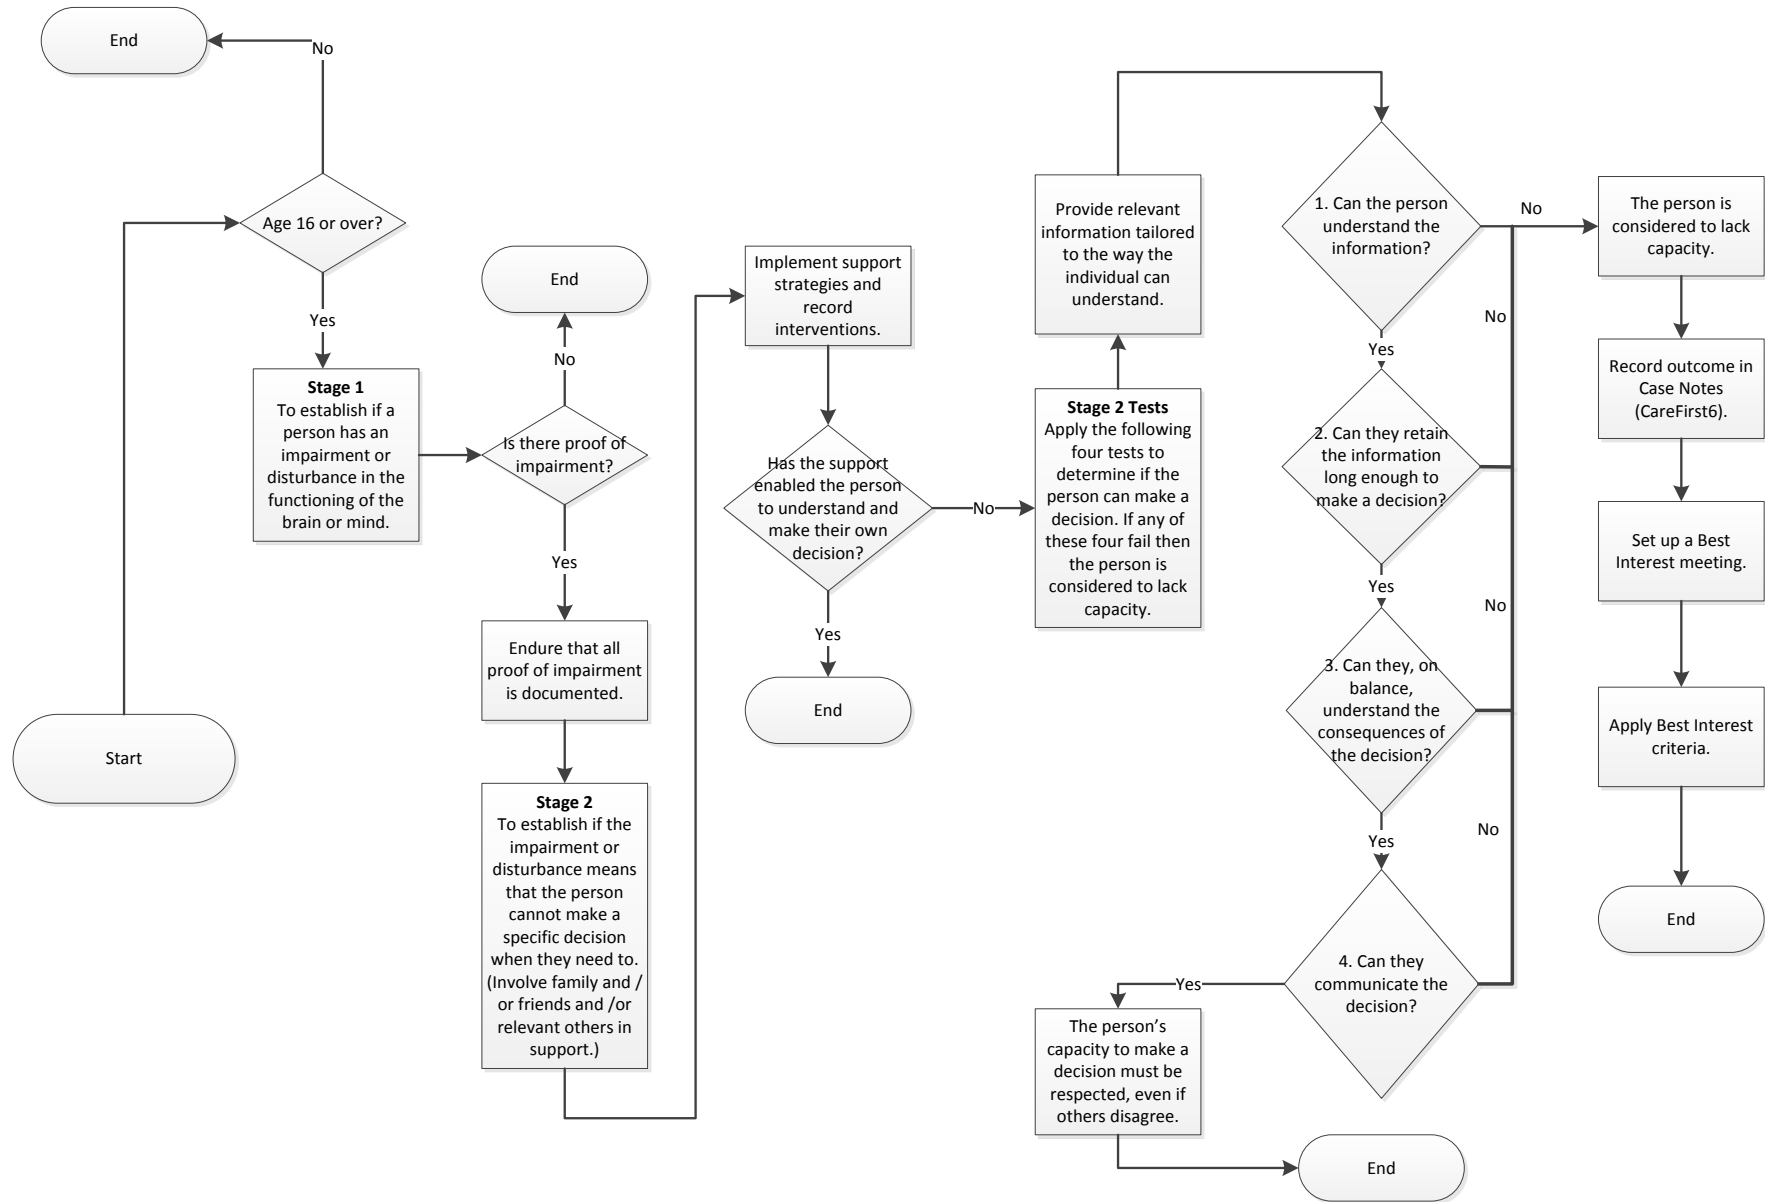 End
No
Age 16 or over?
Yes
Start
Stage 1
To establish if a
person has an
impairment or
disturbance in the
functioning of the
brain or mind.
End
No
Is there proof of
impairment?
Yes
Endure that all
proof of impairment
is documented.
Stage 2
To establish if the
impairment or
disturbance means
that the person
cannot make a
specific decision
when they need to.
(Involve family and /
or friends and /or
relevant others in
support.)
Implement support
strategies and
record
interventions.
Has the support
enabled the person
to understand and
make their own
decision?
No
Yes
End
Stage 2 Tests
Apply the following
four tests to
determine if the
person can make a
decision. If any of
these four fail then
the person is
considered to lack
capacity.
Provide relevant
information tailored
to the way the
individual can
understand.
1. Can the person
understand the
information?
No
Yes
2. Can they retain
the information
long enough to
make a decision?
No
Yes
3. Can they, on
balance,
understand the
consequences of
the decision?
No
Yes
4. Can they
communicate the
decision?
No
Yes
The person’s
capacity to make a
decision must be
respected, even if
others disagree.
End
The person is
considered to lack
capacity.
Record outcome in
Case Notes
(CareFirst6).
Set up a Best
Interest meeting.
Apply Best Interest
criteria.
End